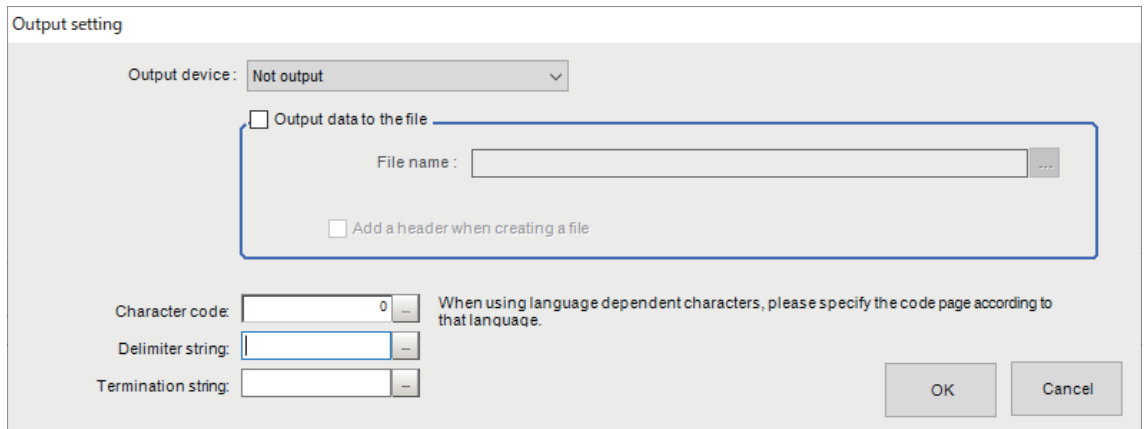 Output setting
Output device : Not output
Output data to the file
File name : ...
Add a header when creating a file
Character code: 0 ... When using language dependent characters, please specify the code page according to
that language.
Delimiter string: ...
Termination string: ...
OK Cancel